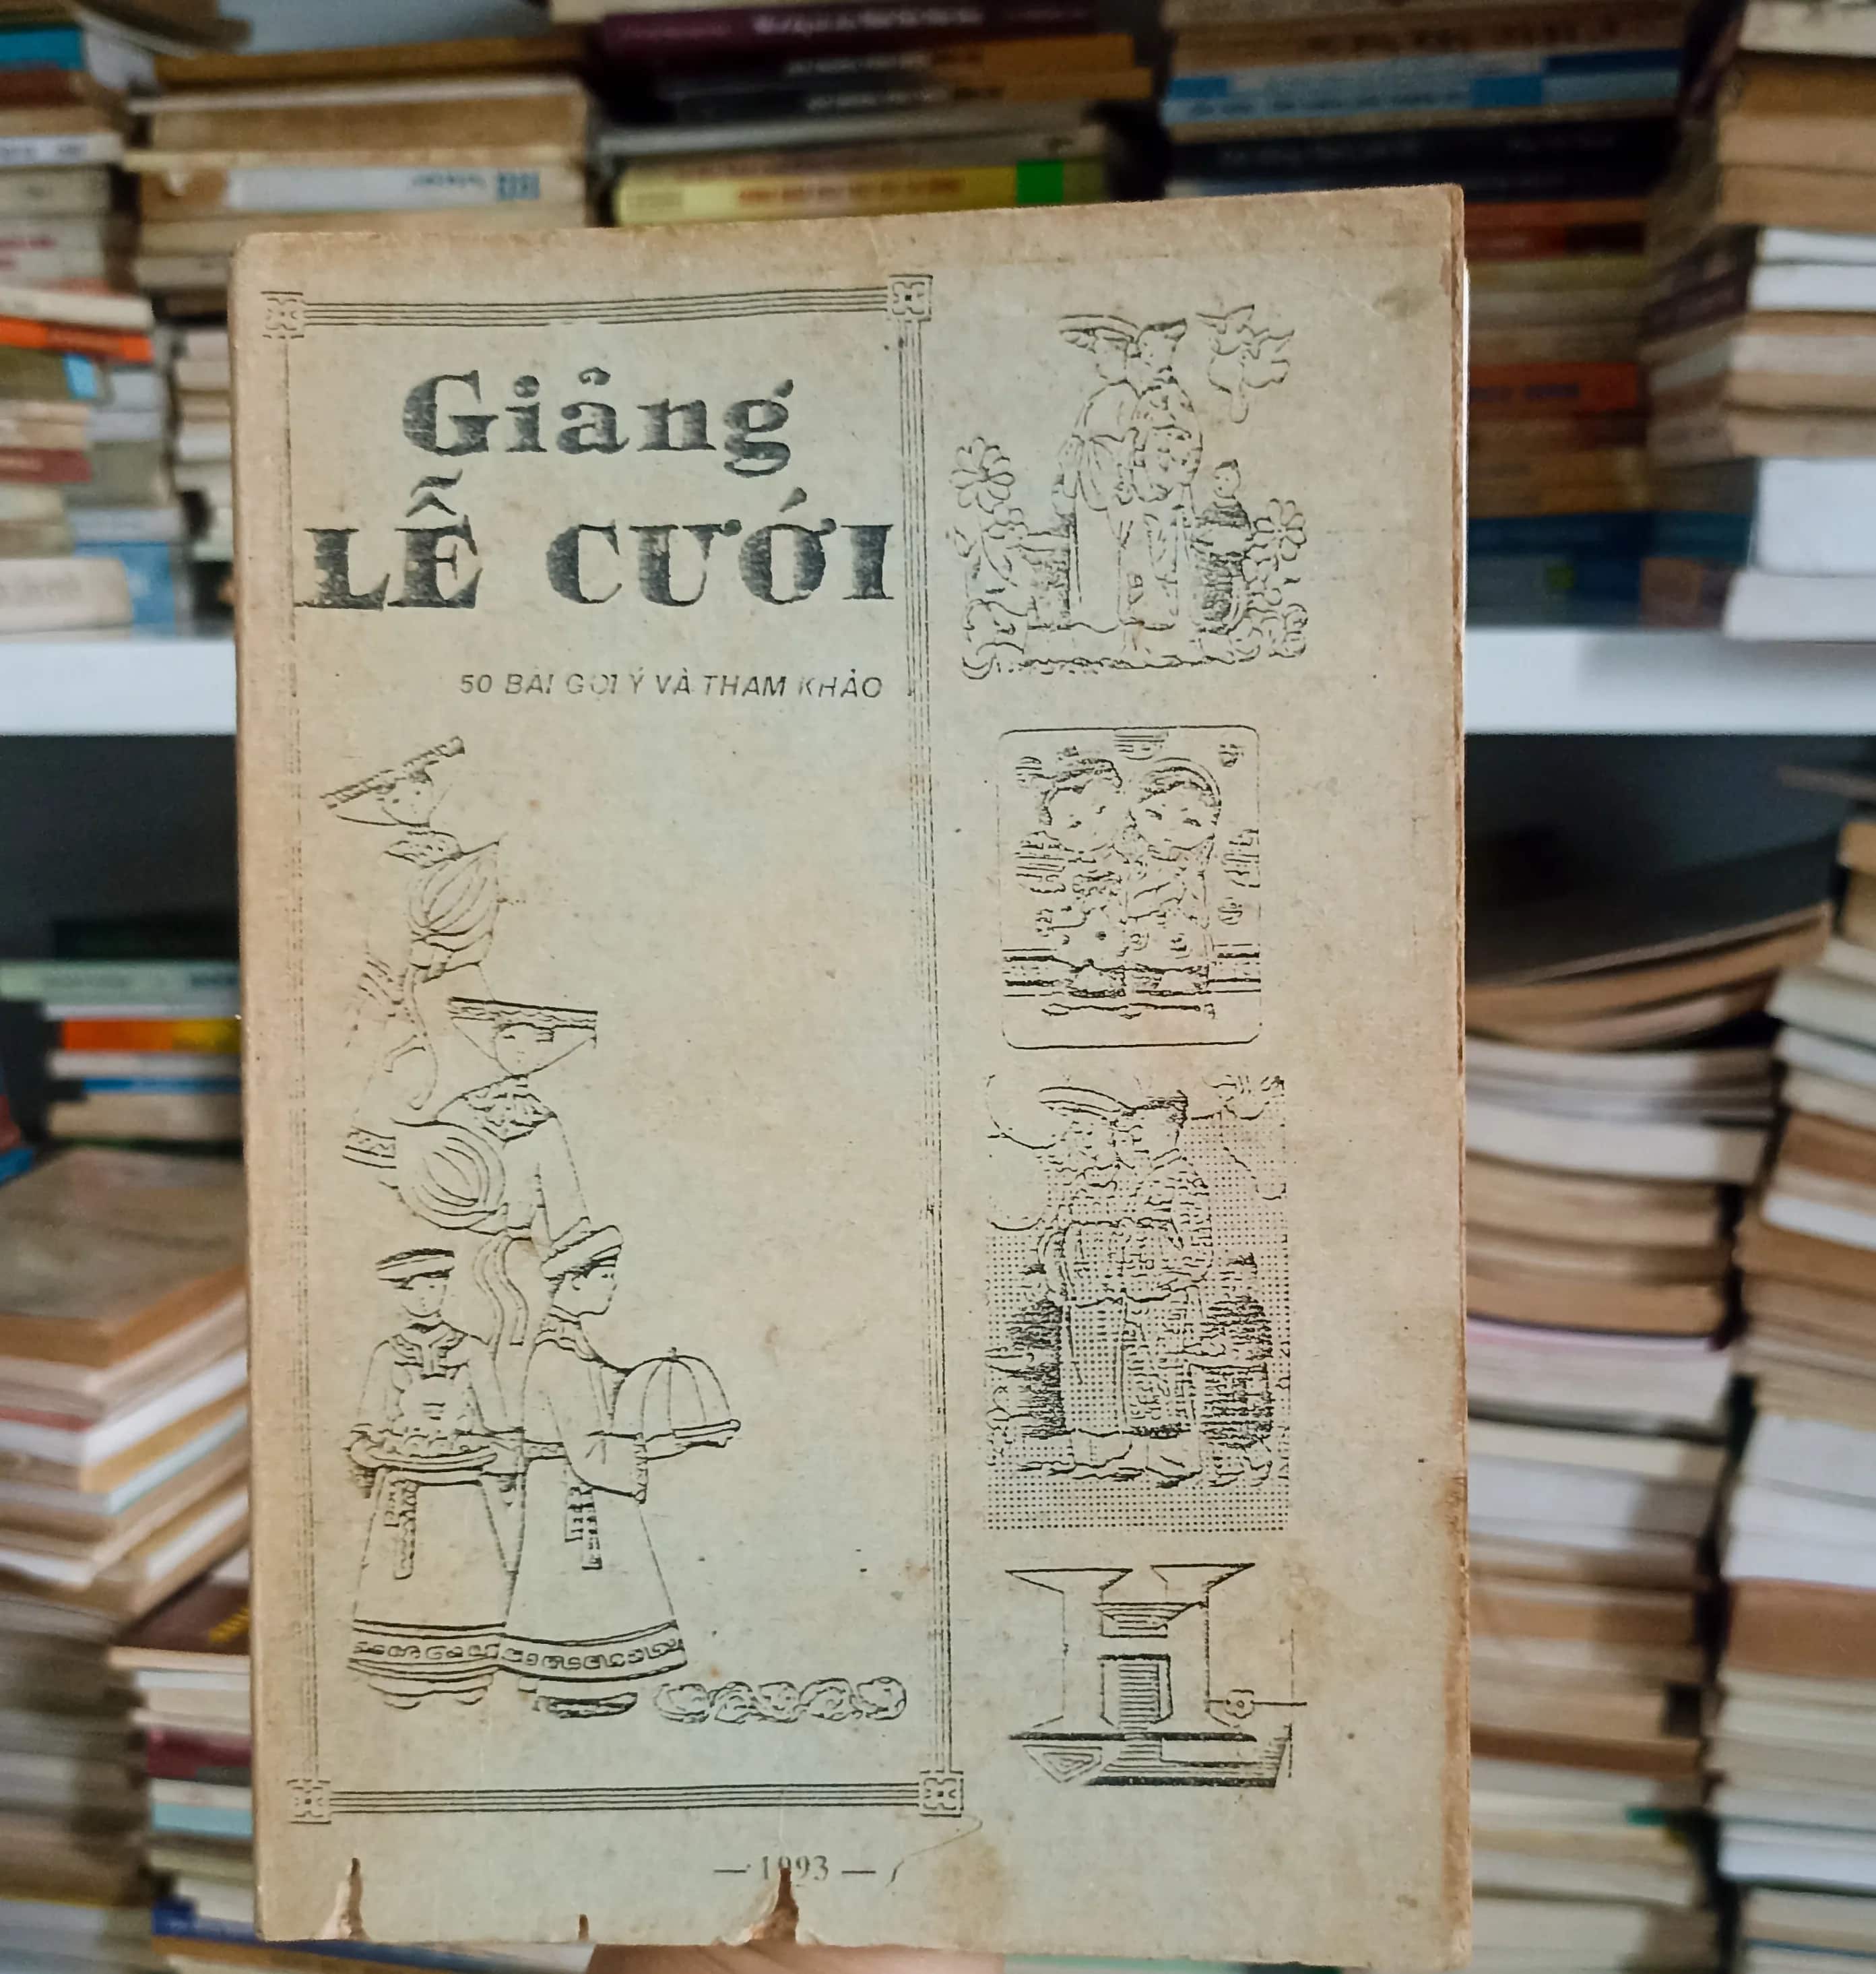 Giảng
LỄ CƯỚI
50 BÀI GỢI Ý VÀ THAM KHẢO
— 1993 —